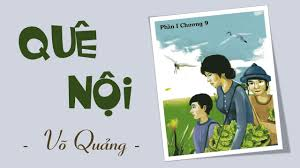 QUÊ
NỘI
- Võ Quảng -
Phần I Chương 9